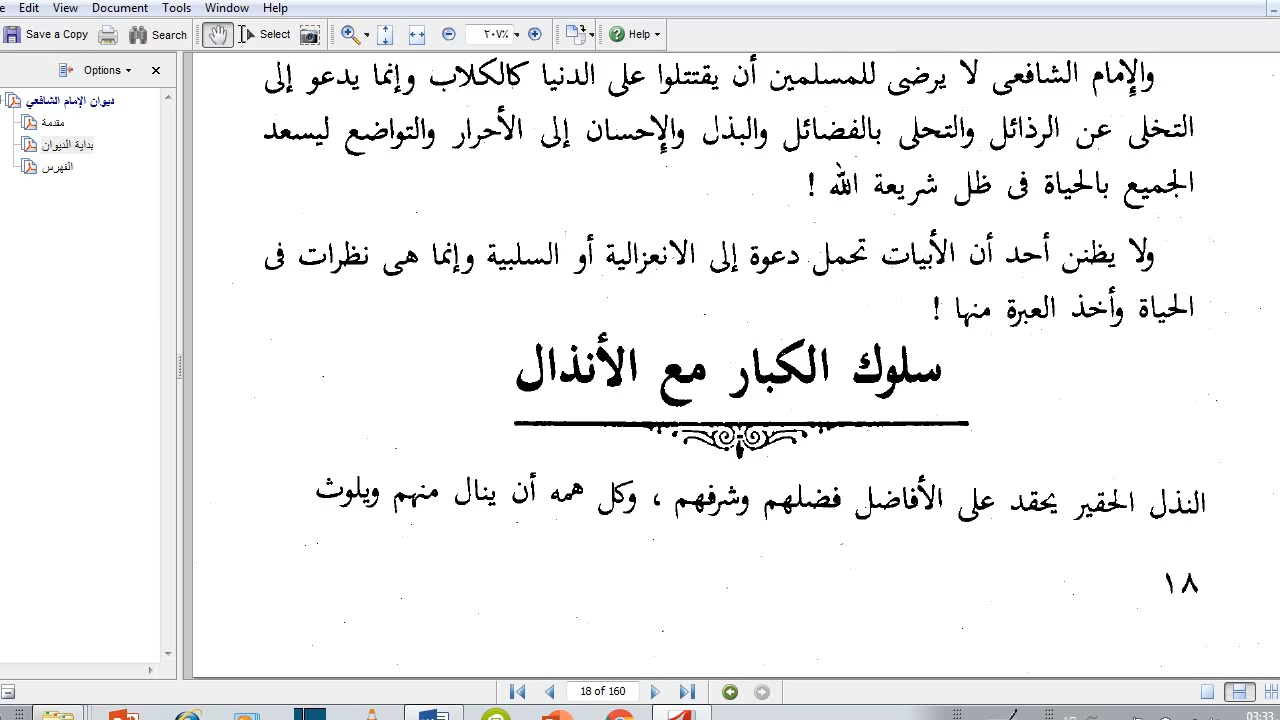 Edit View Document Tools Window Help
Save a Copy Search Select ٢٠٧% Help
Options
ديوان الإمام الشافعي
مقدمة
بداية الديوان
الفهرس
والإمام الشافعى لا يرضى للمسلمين أن يقتتلوا على الدنيا كالكلاب وإنما يدعو إلى
التخلى عن الرذائل والتحلى بالفضائل والبذل والإحسان إلى الأحرار والتواضع ليسعد
الجميع بالحياة فى ظل شريعة الله !
ولا يظنن أحد أن الأبيات تحمل دعوة إلى الانعزالية أو السلبية وإنما هى نظرات فى
الحياة وأخذ العبرة منها !
سلوك الكبار مع الأنذال
النذل الحقير يحقد على الأفاضل فضلهم وشرفهم ، وكل همه أن ينال منهم ويلوث
١٨
18 of 160